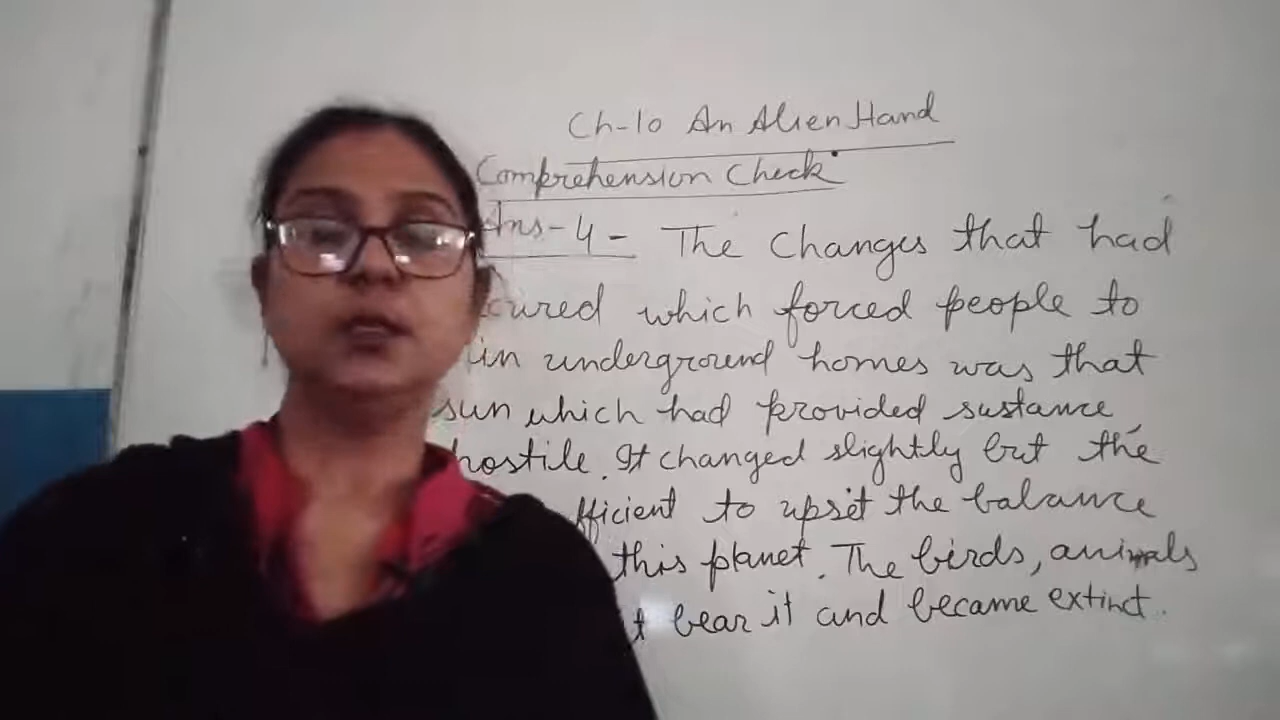 Ch-10 An Alien Hand
Comprehension Check
Ans-4- The changes that had
cured which forced people to
in underground homes was that
sun which had provided sustance
hostile. It changed slightly but the
fficient to upset the balance
this planet. The birds, animals
t bear it and became extinct.